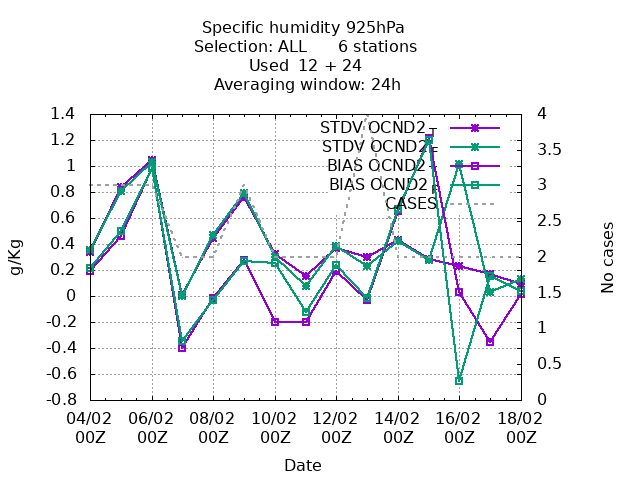 Specific humidity 925hPa
Selection: ALL 6 stations
Used 12 + 24
Averaging window: 24h
1.4
1.2
1
0.8
0.6
0.4
0.2
0
-0.2
-0.4
-0.6
-0.8
g/Kg
STDV OCND2
STDV OCND2
BIAS OCND2
BIAS OCND2
CASES
4
3.5
3
2.5
2
1.5
1
0.5
0
No cases
04/02 00Z
06/02 00Z
08/02 00Z
10/02 00Z
12/02 00Z
14/02 00Z
16/02 00Z
18/02 00Z
Date